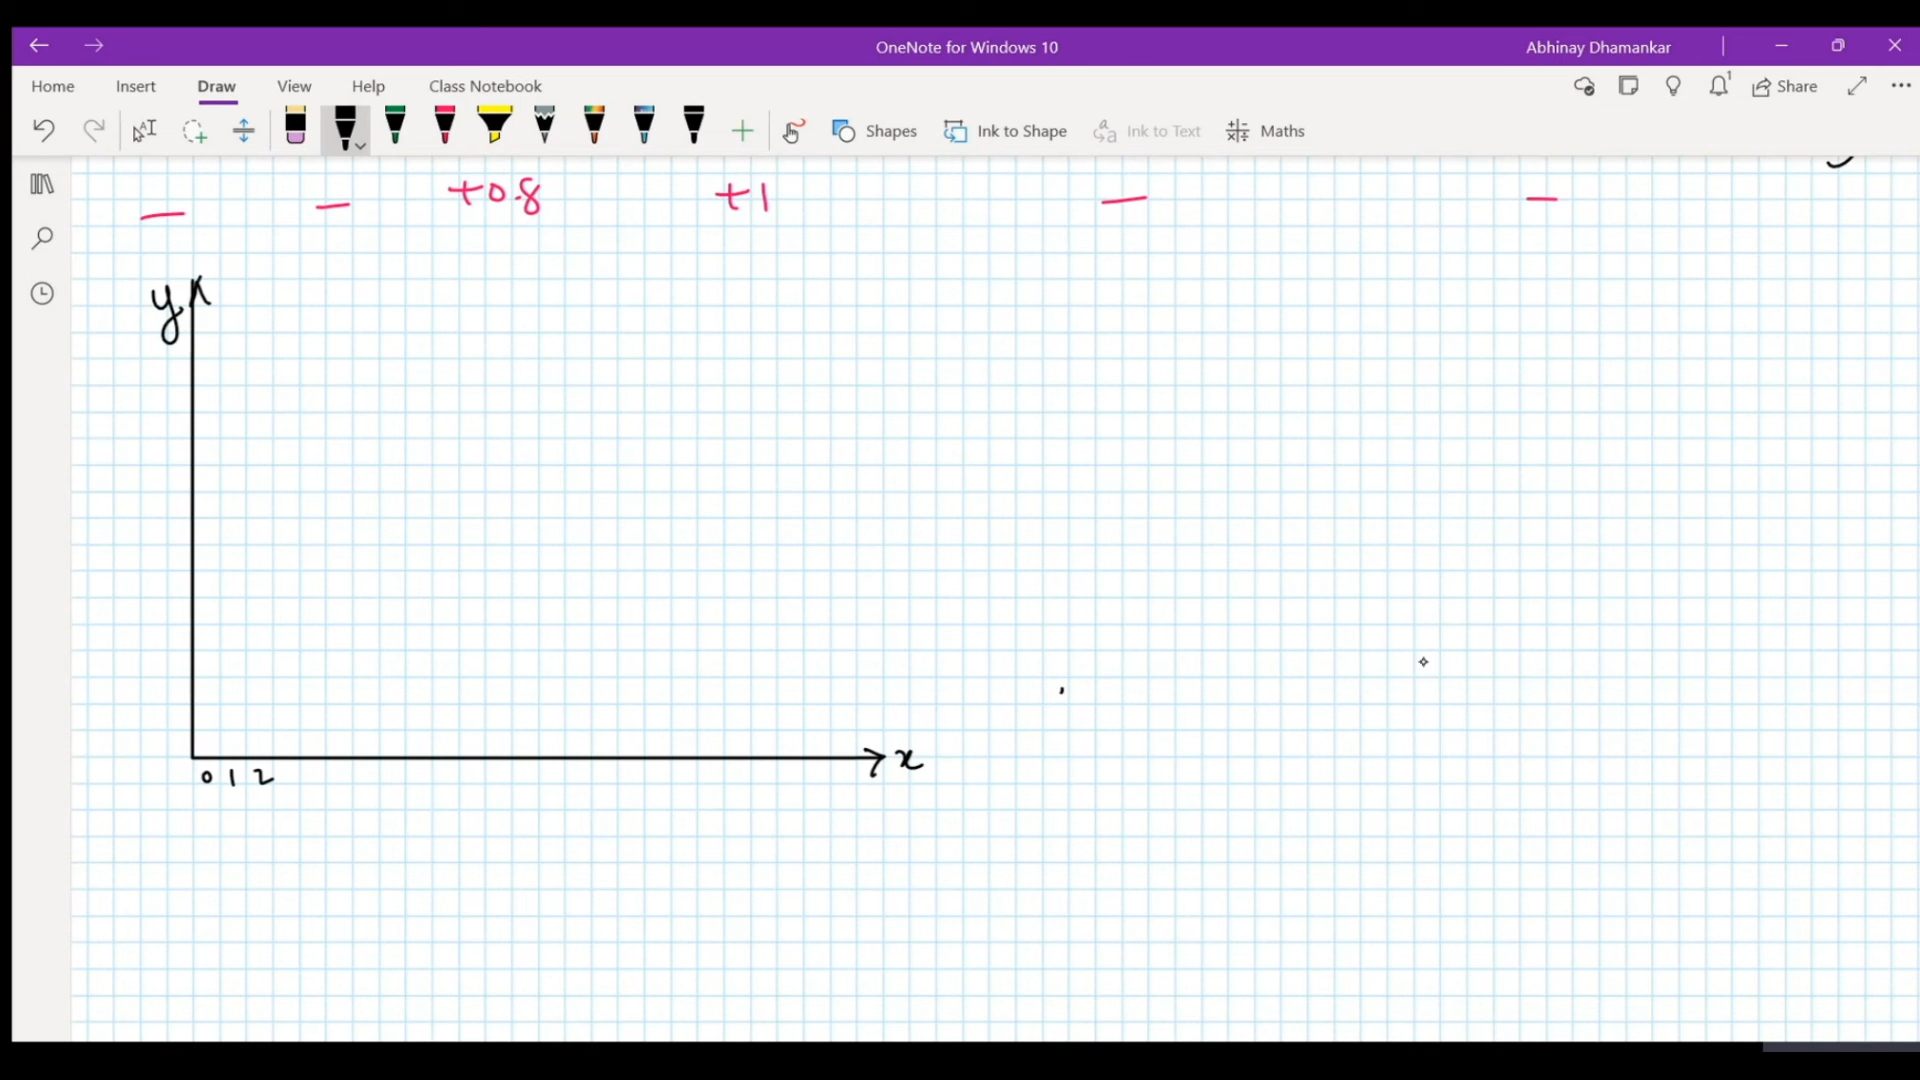 OneNote for Windows 10 Abhinay Dhamankar
Home Insert Draw View Help Class Notebook Share
Shapes Ink to Shape Ink to Text Maths
— — +0.8 +1 — —
y
x
0 1 2